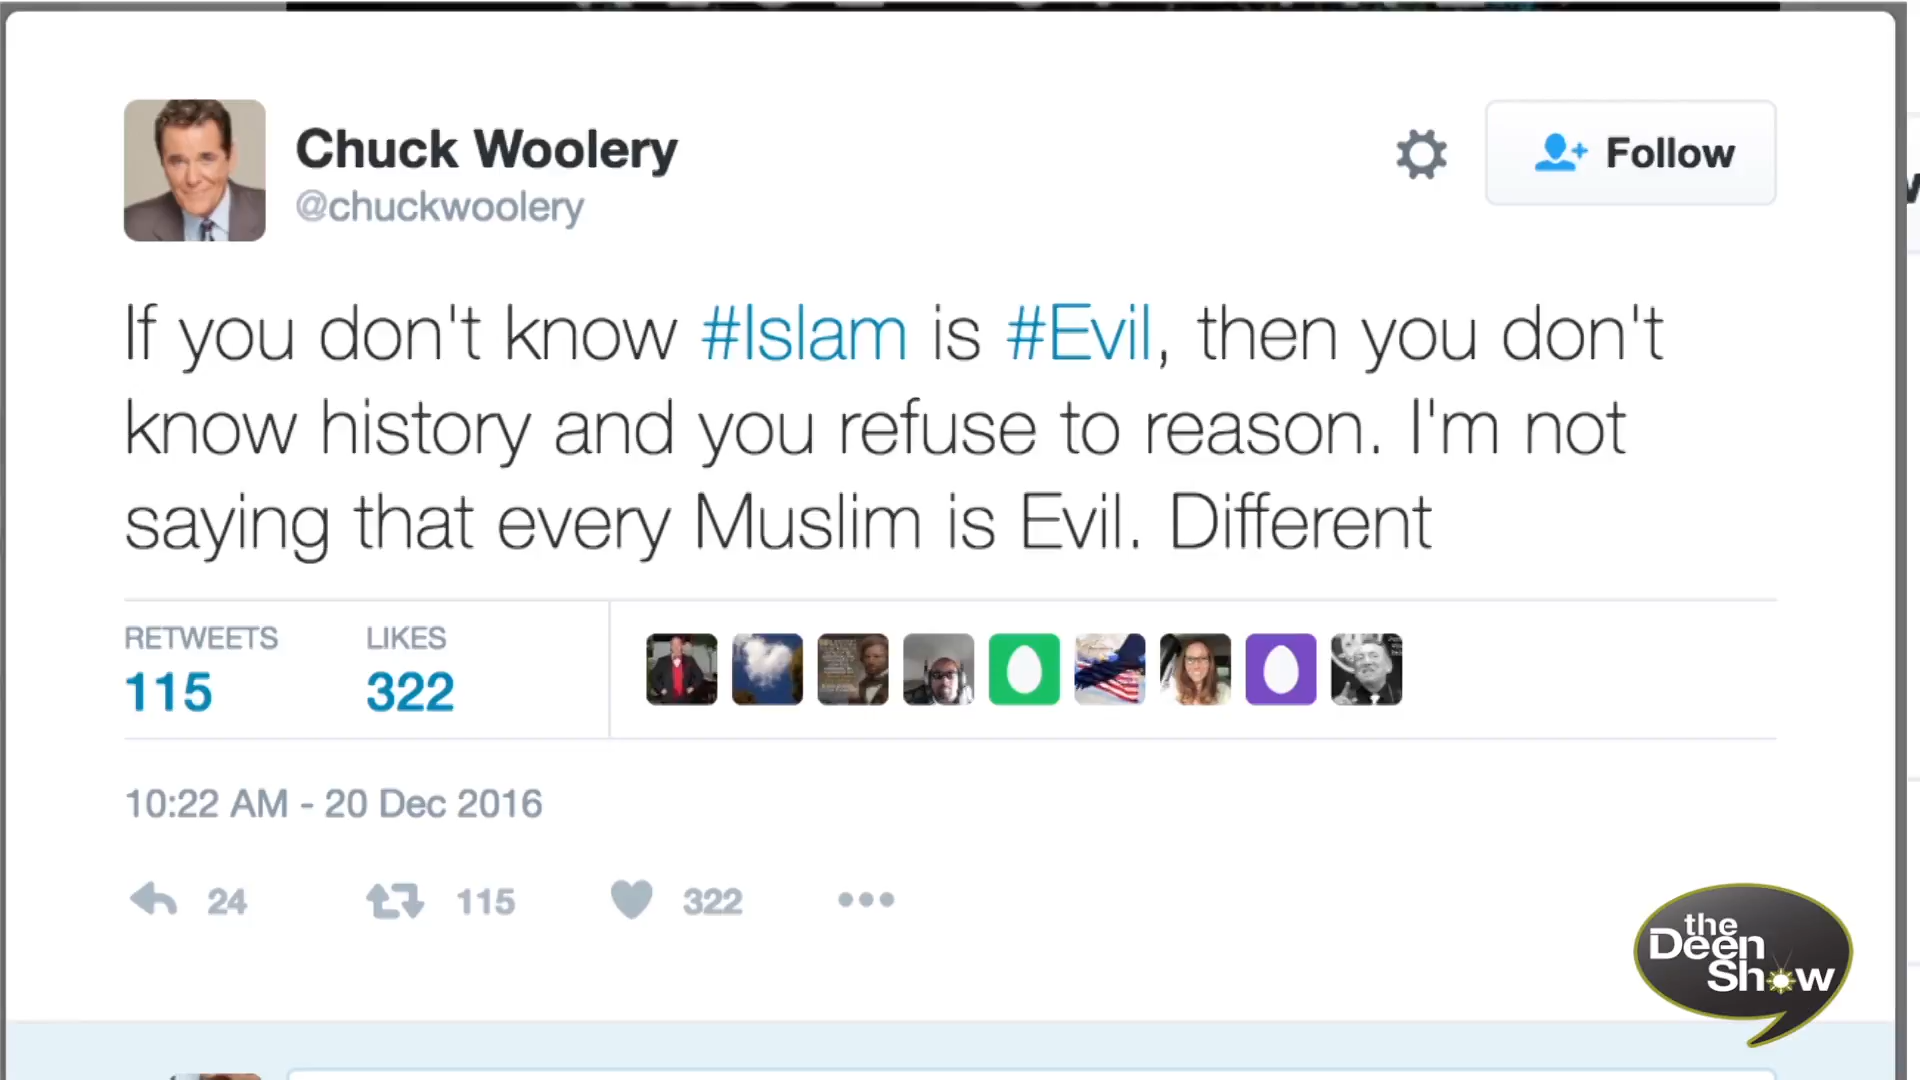 Chuck Woolery
@chuckwoolery
Follow
If you don't know #Islam is #Evil, then you don't
know history and you refuse to reason. I'm not
saying that every Muslim is Evil. Different
RETWEETS LIKES
115 322
10:22 AM - 20 Dec 2016
24 115 322
the
Deen
Show